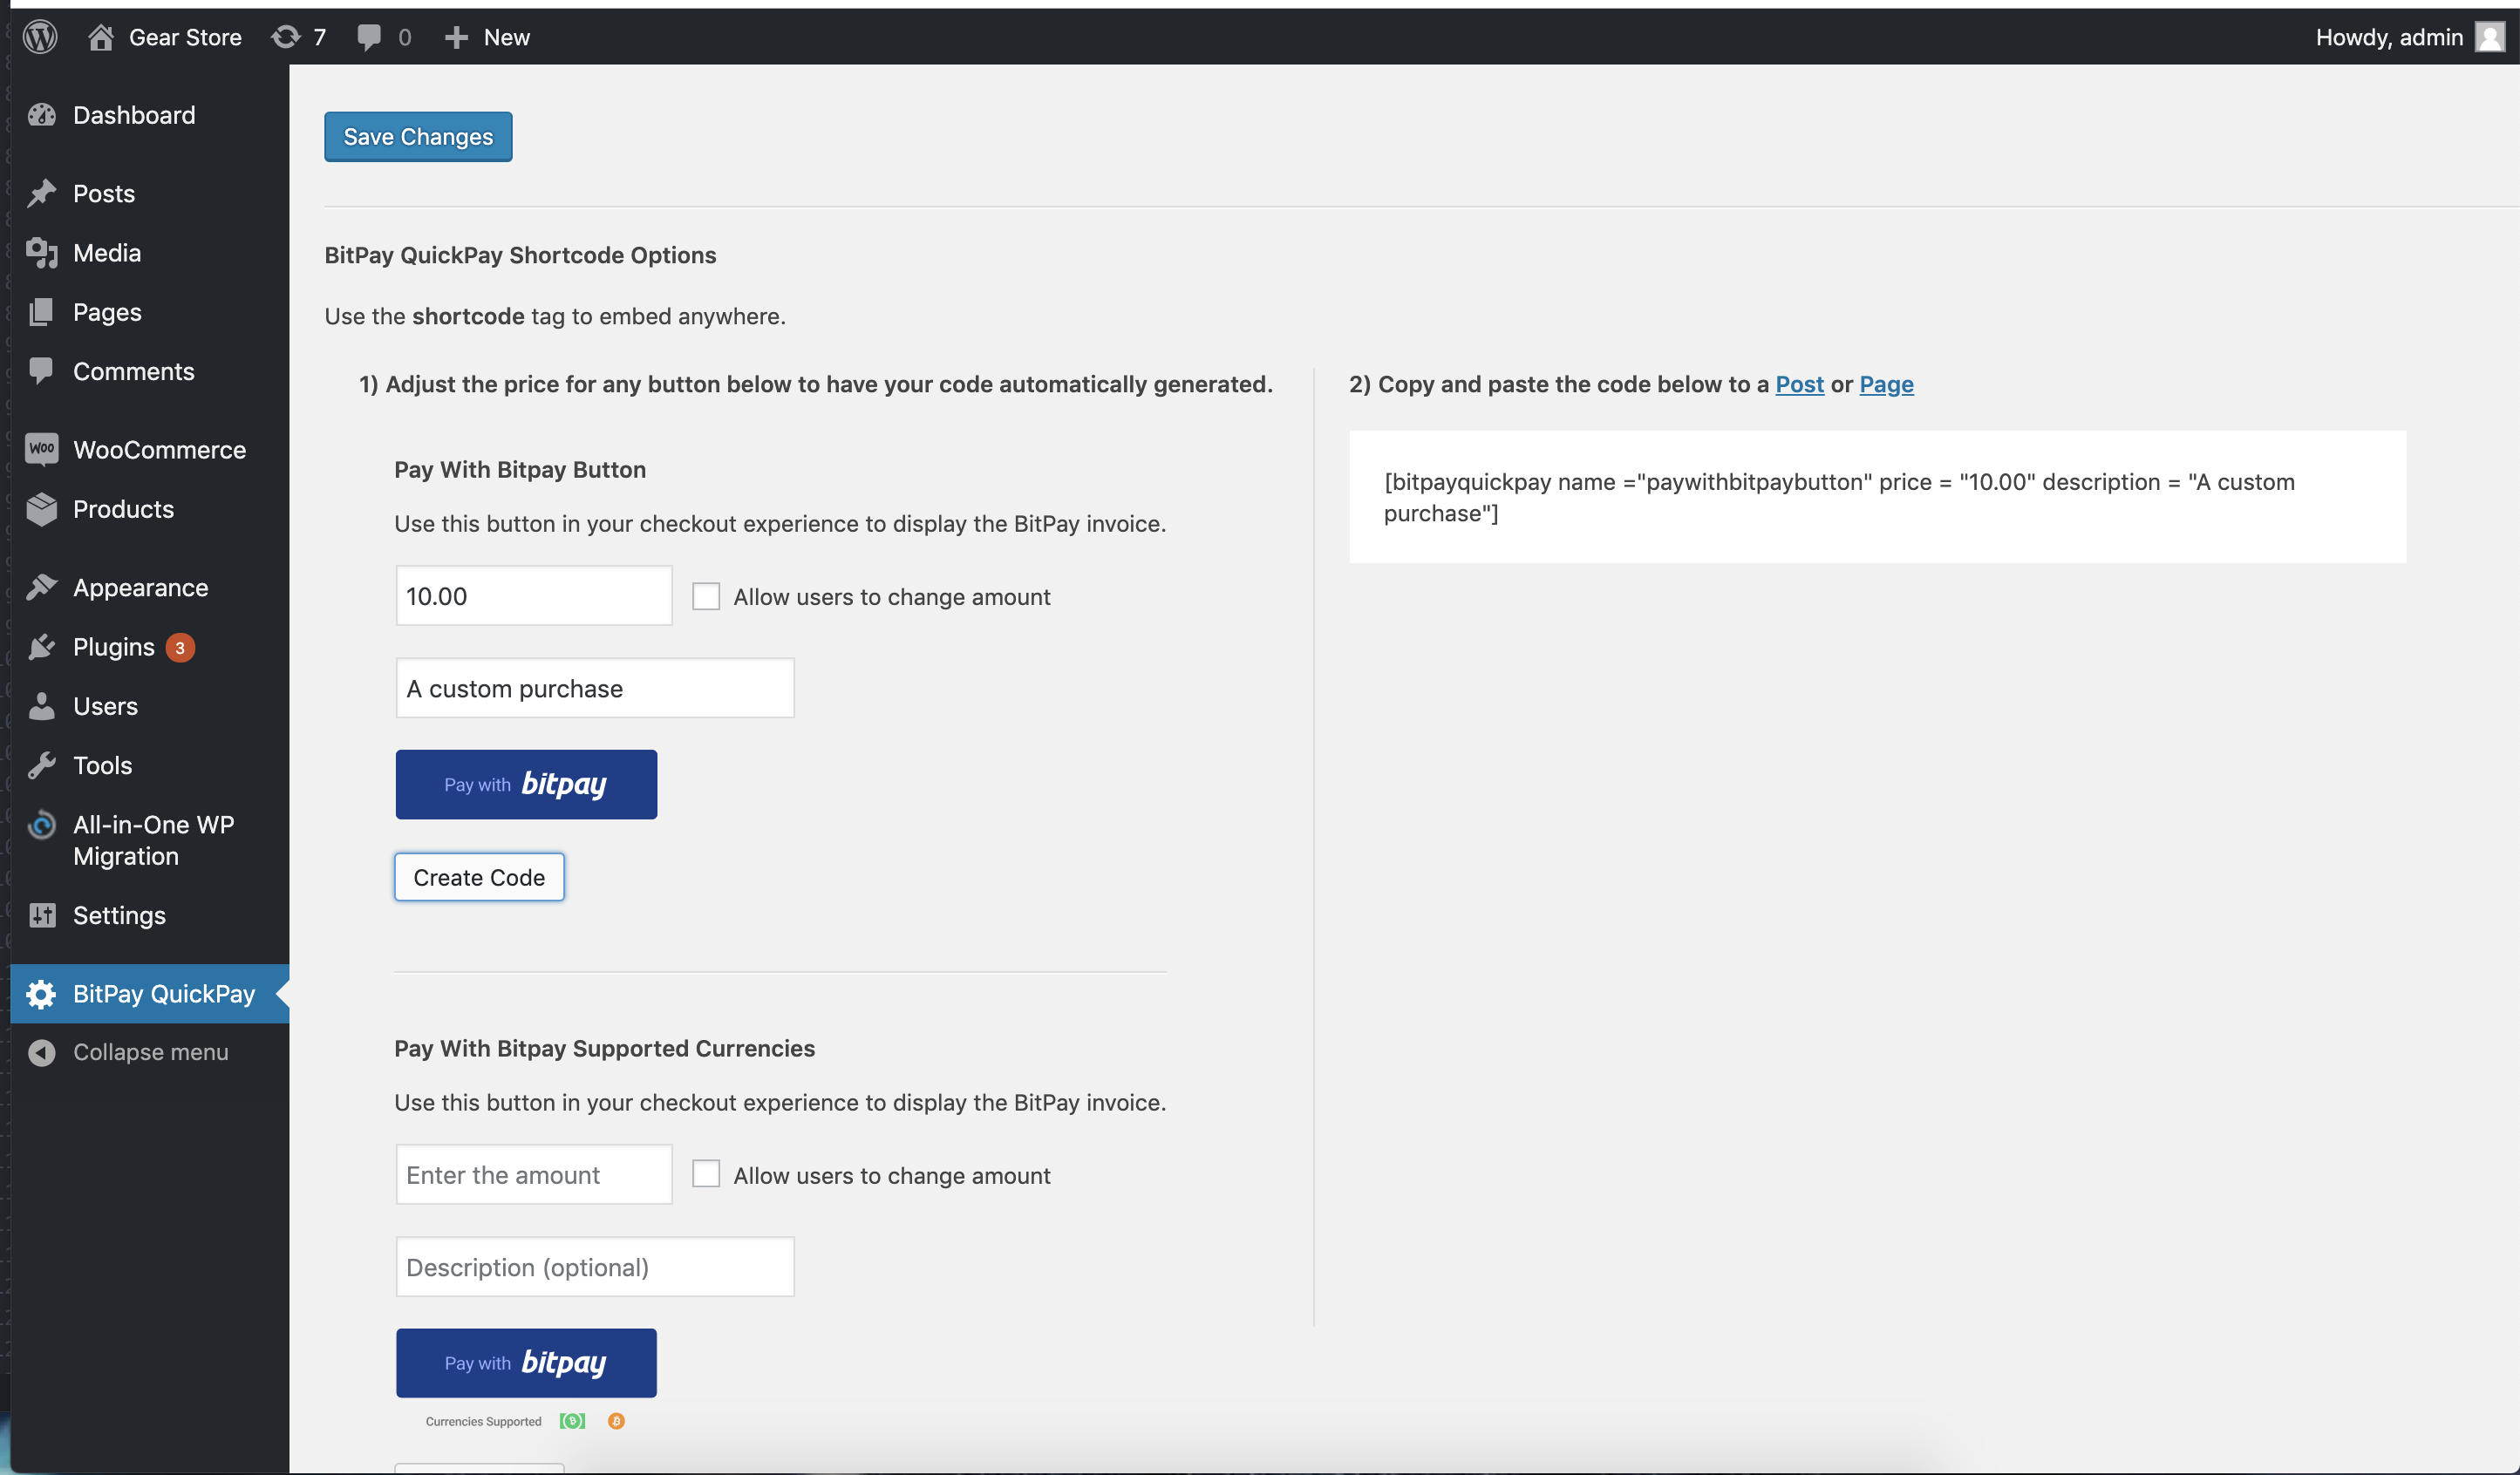 Gear Store 7 0 New Howdy, admin
Dashboard
Posts
Media
Pages
Comments
Woo WooCommerce
Products
Appearance
Plugins 3
Users
Tools
All-in-One WP
Migration
Settings
BitPay QuickPay
Collapse menu
Save Changes
BitPay QuickPay Shortcode Options
Use the shortcode tag to embed anywhere.
1) Adjust the price for any button below to have your code automatically generated.
Pay With Bitpay Button
Use this button in your checkout experience to display the BitPay invoice.
10.00 Allow users to change amount
A custom purchase
Pay with bitpay
Create Code
Pay With Bitpay Supported Currencies
Use this button in your checkout experience to display the BitPay invoice.
Enter the amount Allow users to change amount
Description (optional)
Pay with bitpay
Currencies Supported
2) Copy and paste the code below to a Post or Page
[bitpayquickpay name ="paywithbitpaybutton" price = "10.00" description = "A custom
purchase"]